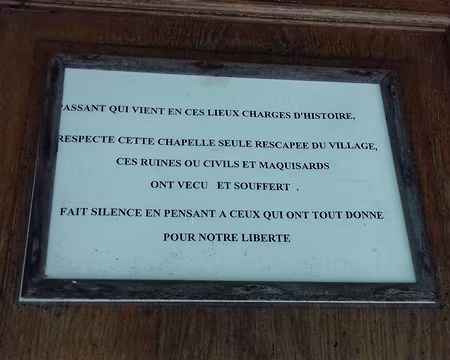 PASSANT QUI VIENT EN CES LIEUX CHARGES D'HISTOIRE,
RESPECTE CETTE CHAPELLE SEULE RESCAPEE DU VILLAGE,
CES RUINES OU CIVILS ET MAQUISARDS
ONT VECU ET SOUFFERT .
FAIT SILENCE EN PENSANT A CEUX QUI ONT TOUT DONNE
POUR NOTRE LIBERTE